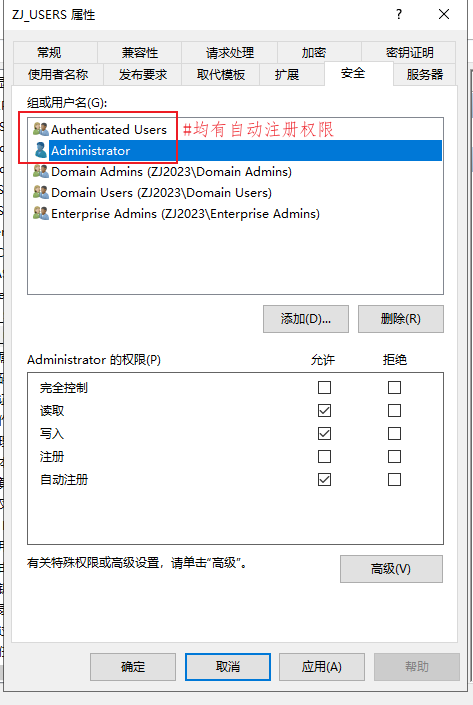 ZJ_USERS 属性
?
常规 兼容性 请求处理 加密 密钥证明
使用者名称 发布要求 取代模板 扩展 安全 服务器
组或用户名(G):
Authenticated Users #均有自动注册权限
Administrator
Domain Admins (ZJ2023\Domain Admins)
Domain Users (ZJ2023\Domain Users)
Enterprise Admins (ZJ2023\Enterprise Admins)
添加(D)... 删除(R)
Administrator 的权限(P) 允许 拒绝
完全控制
读取
写入
注册
自动注册
有关特殊权限或高级设置，请单击“高级”。
高级(V)
确定 取消 应用(A) 帮助